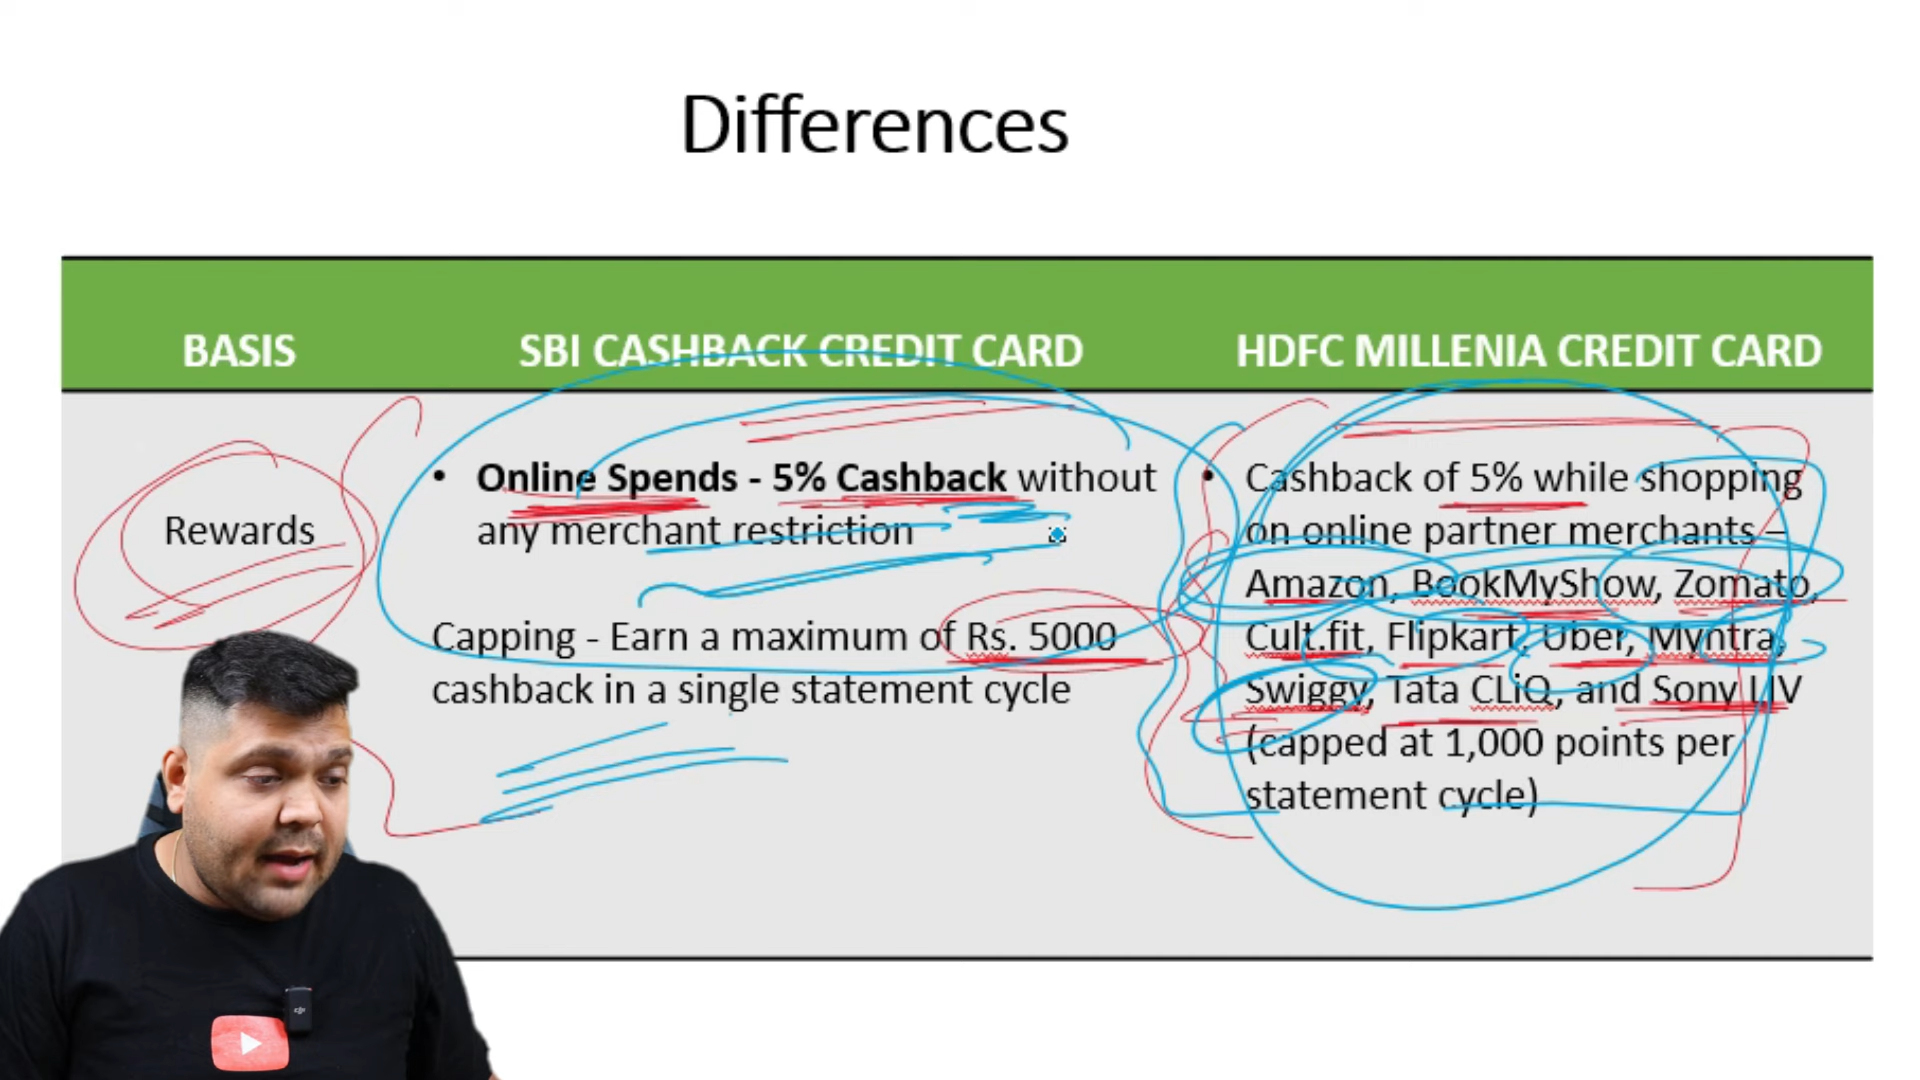 Differences
BASIS
SBI CASHBACK CREDIT CARD
HDFC MILLENIA CREDIT CARD
Rewards
• Online Spends - 5% Cashback without
any merchant restriction
Capping - Earn a maximum of Rs. 5000
cashback in a single statement cycle
• Cashback of 5% while shopping
on online partner merchants –
Amazon, BookMyShow, Zomato,
Cult.fit, Flipkart, Uber, Myntra,
Swiggy, Tata CLiQ, and Sony LIV
(capped at 1,000 points per
statement cycle)
dji